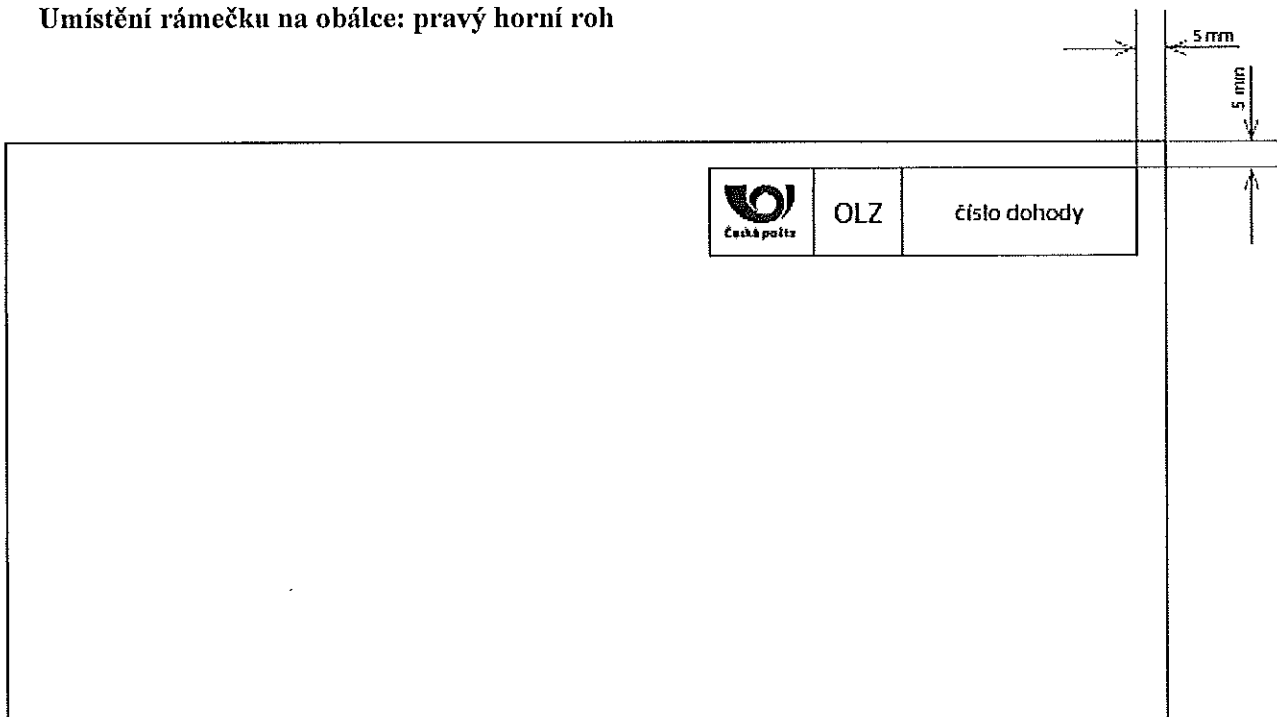 Umístění rámečku na obálce: pravý horní roh
5 mm
5 mm
Česká pošta
OLZ
číslo dohody